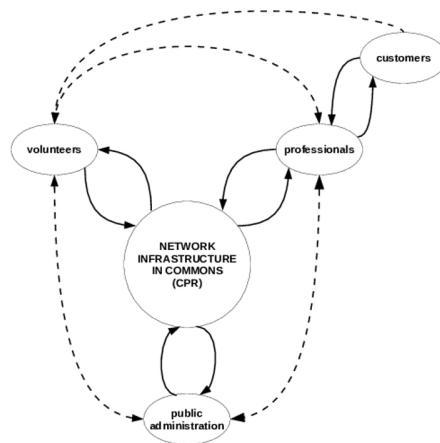 customers
volunteers
professionals
NETWORK
INFRASTRUCTURE
IN COMMONS
(CPR)
public
administration